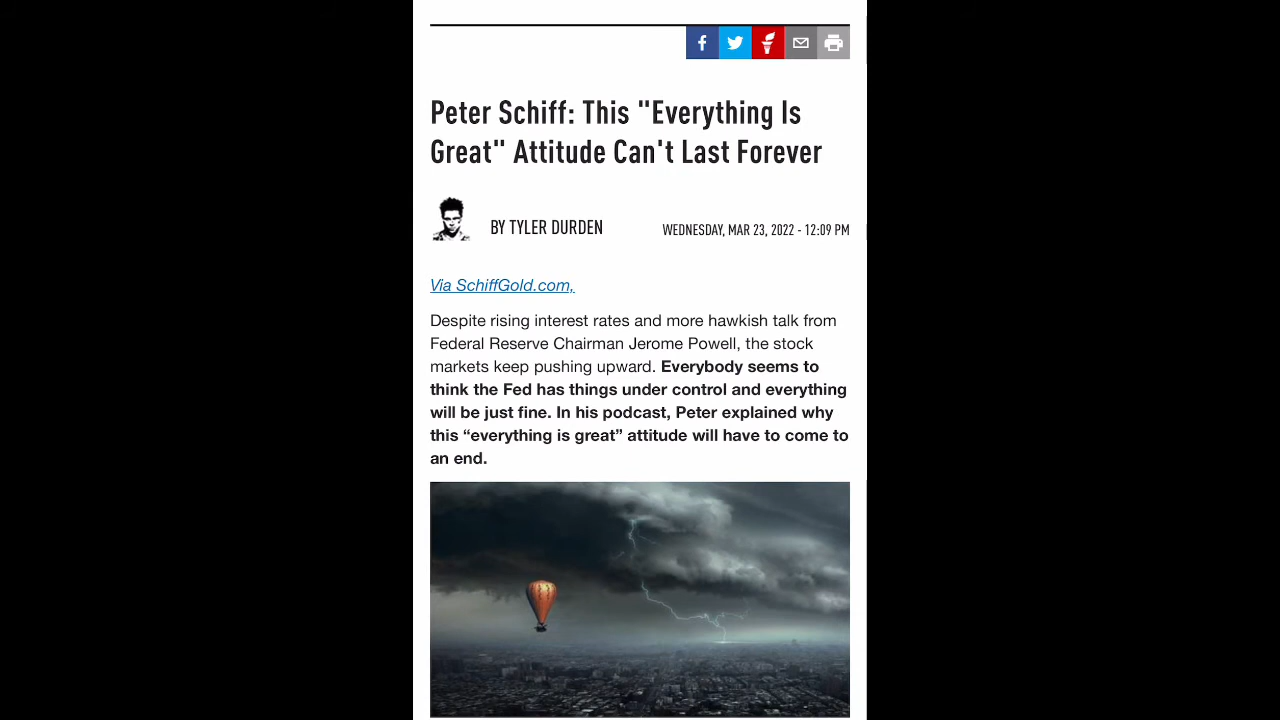 Peter Schiff: This "Everything Is
Great" Attitude Can't Last Forever
BY TYLER DURDEN
WEDNESDAY, MAR 23, 2022 - 12:09 PM
Via SchiffGold.com,
Despite rising interest rates and more hawkish talk from
Federal Reserve Chairman Jerome Powell, the stock
markets keep pushing upward. Everybody seems to
think the Fed has things under control and everything
will be just fine. In his podcast, Peter explained why
this “everything is great” attitude will have to come to
an end.